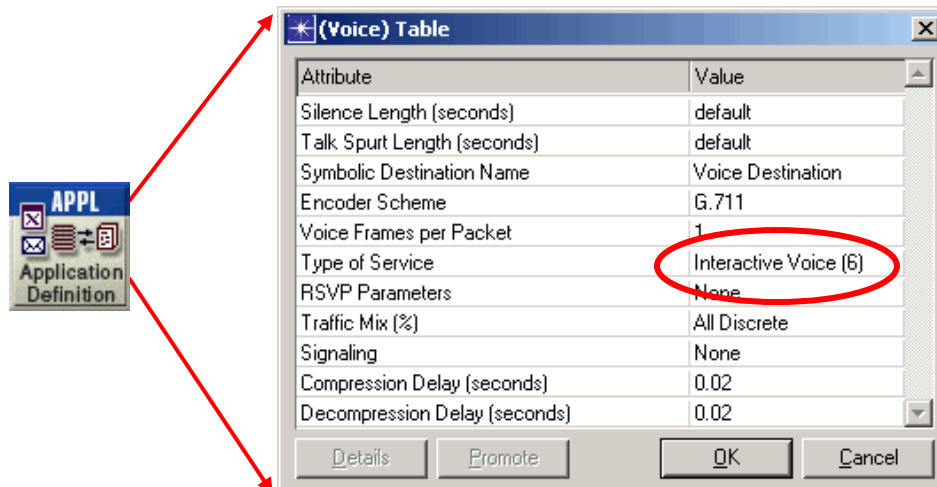 (Voice) Table
Attribute Value
Silence Length (seconds) default
Talk Spurt Length (seconds) default
Symbolic Destination Name Voice Destination
Encoder Scheme G.711
Voice Frames per Packet 1
Type of Service Interactive Voice (6)
RSVP Parameters None
Traffic Mix (%) All Discrete
Signaling None
Compression Delay (seconds) 0.02
Decompression Delay (seconds) 0.02
Details Promote OK Cancel
APPL
Application
Definition